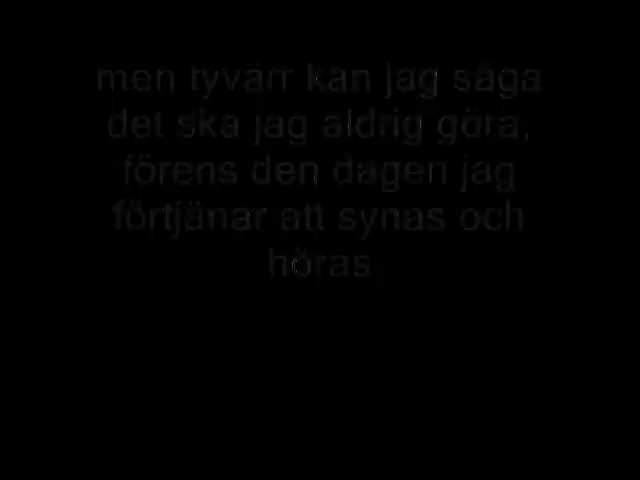 men tyvärr kan jag säga
det ska jag aldrig göra,
förens den dagen jag
förtjänar att synas och
höras